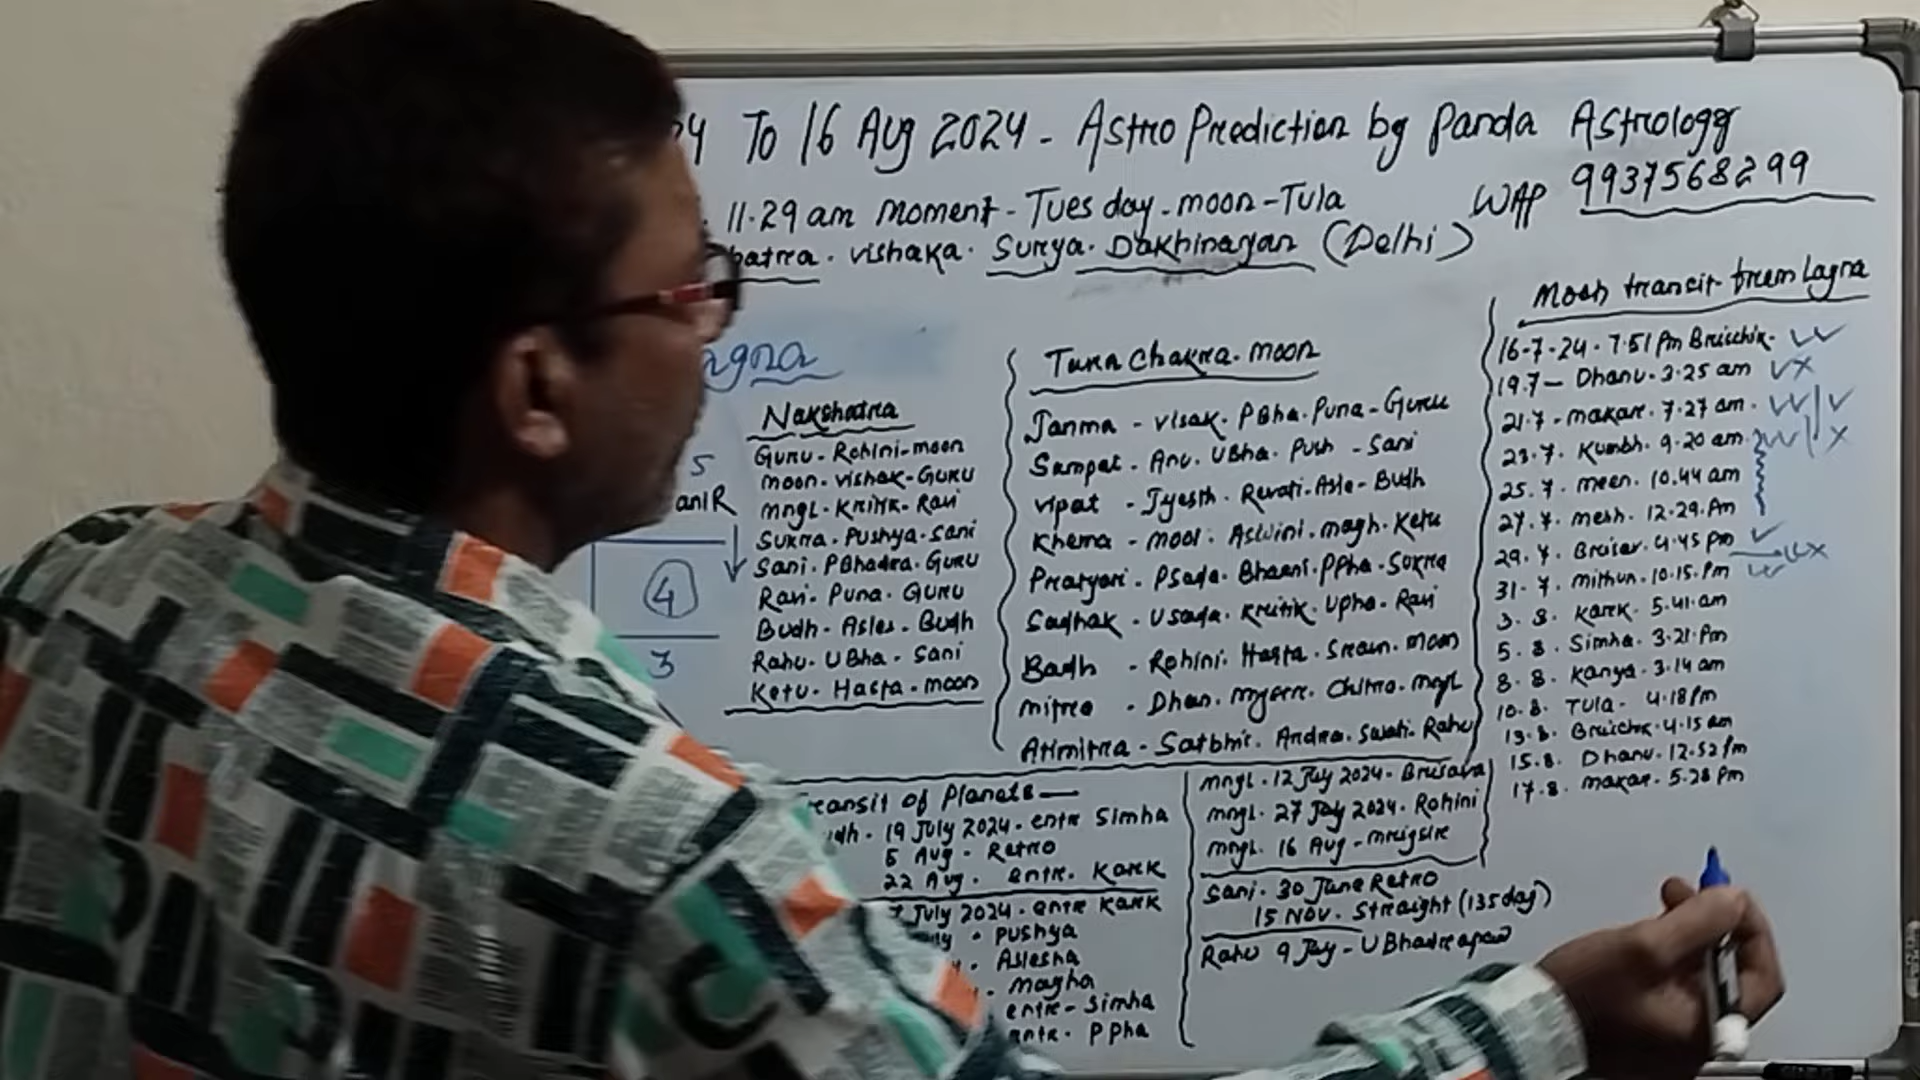 To 16 Aug 2024 - Astro Prediction by Panda Astrology
11.29 am Moment - Tuesday - moon - Tula
WAP 9937568299
vishaka. Surya. Dakhinayan (Delhi)
Nakshatra
Guru - Rohini - moon
Moon - Vishak - GURU
mngl - Kritik - Ravi
Sukra - Pushya - Sani
Sani - PBhadra - Guru
Ravi - Puna - Guru
Budh - Asles - Budh
Rahu - UBha - Sani
Ketu - Hasta - moon
5
aniR
4
3
Tara Chakra - moon
Janma - visak. PBha. Puna - Guru
Sampat - Anu. UBha. Push - Sani
vipat - Jyesth. Revati. Asle - Budh
Khema - mool. Aswini. magh. Ketu
Pratyari - Psada. Bharni. PPha. Sukra
Sadhak - Usada. Kritik. Upha. Ravi
Badh - Rohini. Hasta. Sravn. moon
mitra - Dhan. Chitra. mngl
Atimitra - Satbhis. Andra. Swati. Rahu
Moon transit from Lagna
16-7-24 - 7.51 Pm Bruschik
19.7 - Dhanu. 3.25 am
21.7 - makar. 7.27 am
23.7. Kumbh. 9.20 am
25.7. meen. 10.44 am
27.7. mesh. 12.29. Am
29.7. Brusav. 4.45 pm
31.7. mithun. 10.15. Pm
3.8. Kark. 5.41. am
5.8. Simha. 3.21. Pm
8.8. Kanya. 3.14 am
10.8. TULA - 4.18 Pm
13.8. Bruschk. 4.15 am
15.8. Dhanu. 12.52 Pm
17.8. makar. 5.28 Pm
Transit of Planets
19 July 2024. entr Simha
5 Aug - Retro
22 Aug. entr. Kark
July 2024. entr Kark
Pushya
Aslesha
Magha
entr - Simha
entr. PPha
mngl. 12 July 2024 - Brusava
mngl. 27 July 2024. Rohini
mngl. 16 Aug - mrigsire
Sani. 30 June Retro
15 Nov. Straight (135 day)
Rahu 9 July - UBhadrapad